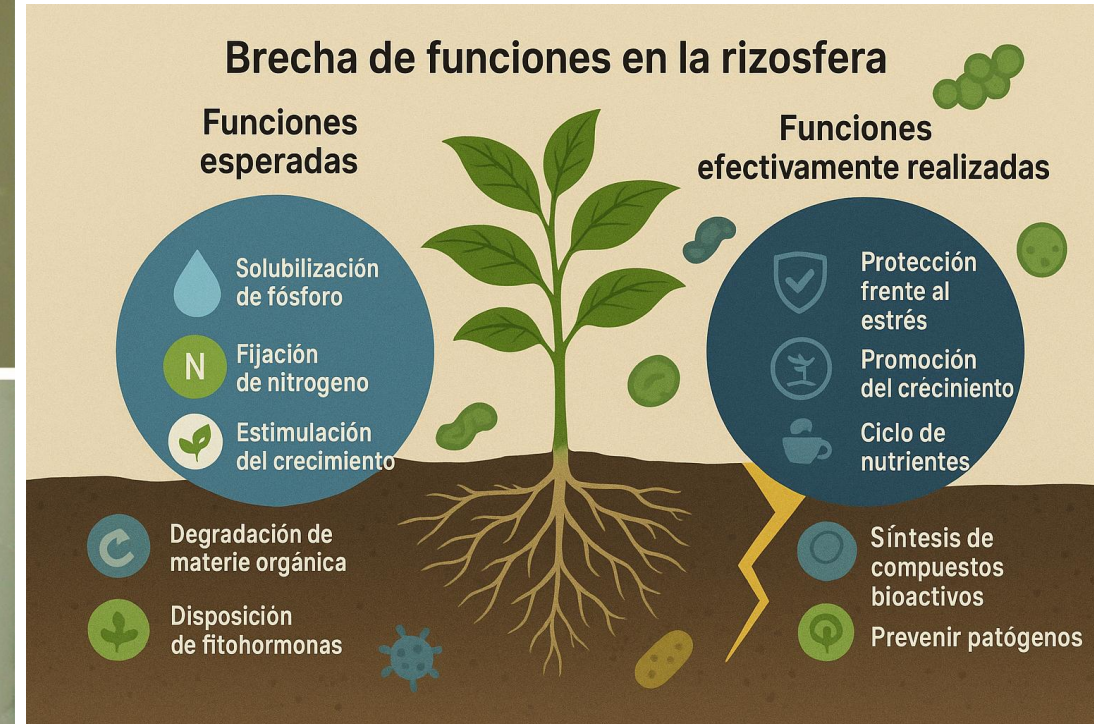 Brecha de funciones en la rizosfera
Funciones
esperadas
Solubilización
de fósforo
N
Fijación
de nitrogeno
Estimulación
del crecimiento
Degradación de
materie orgánica
Disposición
de fitohormonas
Funciones
efectivamente realizadas
Protección
frente al
estrés
Promoción
del créciniento
Ciclo de
nutrientes
Síntesis de
compuestos
bioactivos
Prevenir patógenos